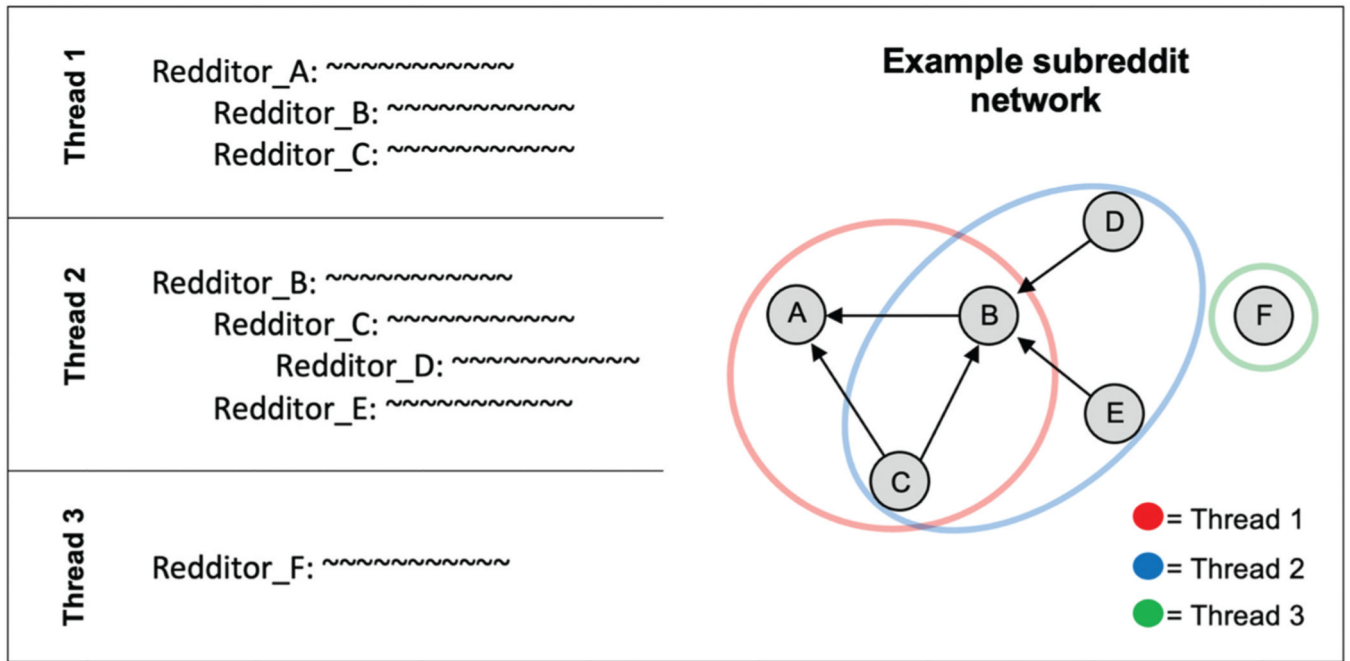 Thread 1
Redditor_A: ~~~~~~~~~~~
Redditor_B: ~~~~~~~~~~~
Redditor_C: ~~~~~~~~~~~
Thread 2
Redditor_B: ~~~~~~~~~~~
Redditor_C: ~~~~~~~~~~~
Redditor_D: ~~~~~~~~~~~
Redditor_E: ~~~~~~~~~~~
Thread 3
Redditor_F: ~~~~~~~~~~~
Example subreddit
network
D
A
B
F
E
C
= Thread 1
= Thread 2
= Thread 3